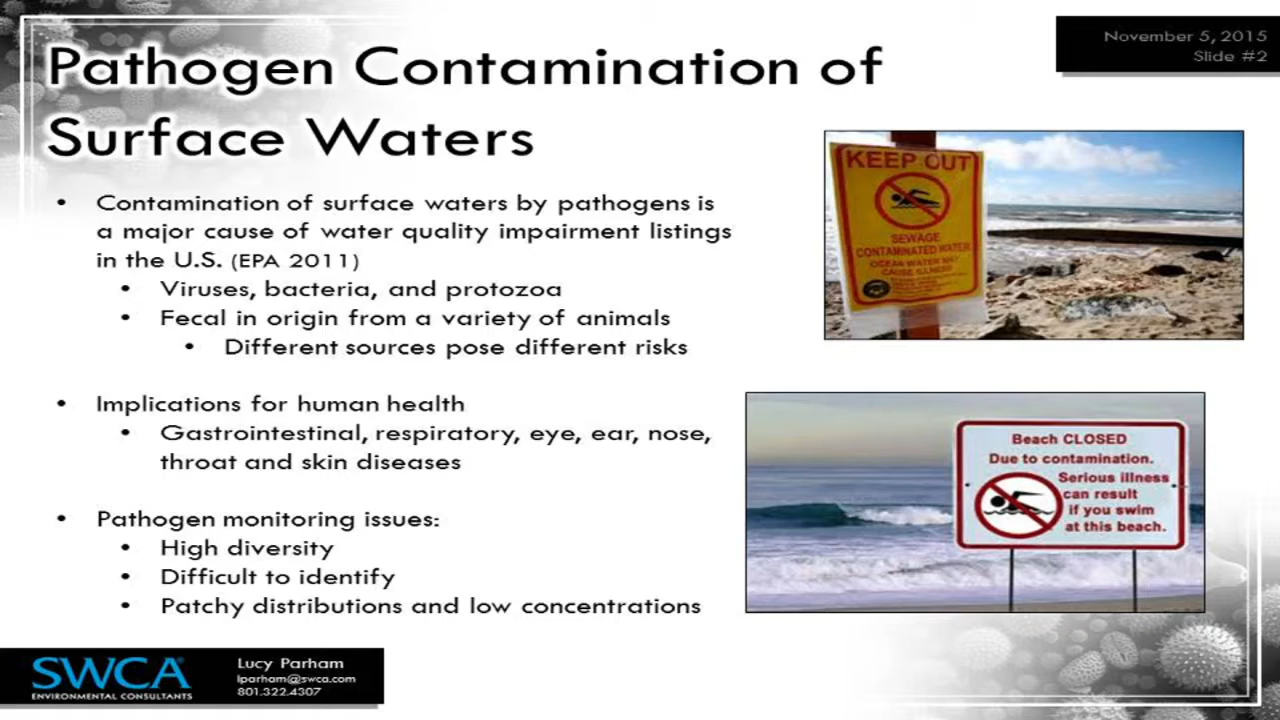 November 5, 2015
Slide #2
Pathogen Contamination of
Surface Waters
• Contamination of surface waters by pathogens is
a major cause of water quality impairment listings
in the U.S. (EPA 2011)
• Viruses, bacteria, and protozoa
• Fecal in origin from a variety of animals
• Different sources pose different risks
• Implications for human health
• Gastrointestinal, respiratory, eye, ear, nose,
throat and skin diseases
• Pathogen monitoring issues:
• High diversity
• Difficult to identify
• Patchy distributions and low concentrations
KEEP OUT
SEWAGE
CONTAMINATED WATER
OCEAN WATER MAY
CAUSE ILLNESS
Beach CLOSED
Due to contamination.
Serious illness
can result
if you swim
at this beach.
SWCA
ENVIRONMENTAL CONSULTANTS
Lucy Parham
lparham@swca.com
801.322.4307